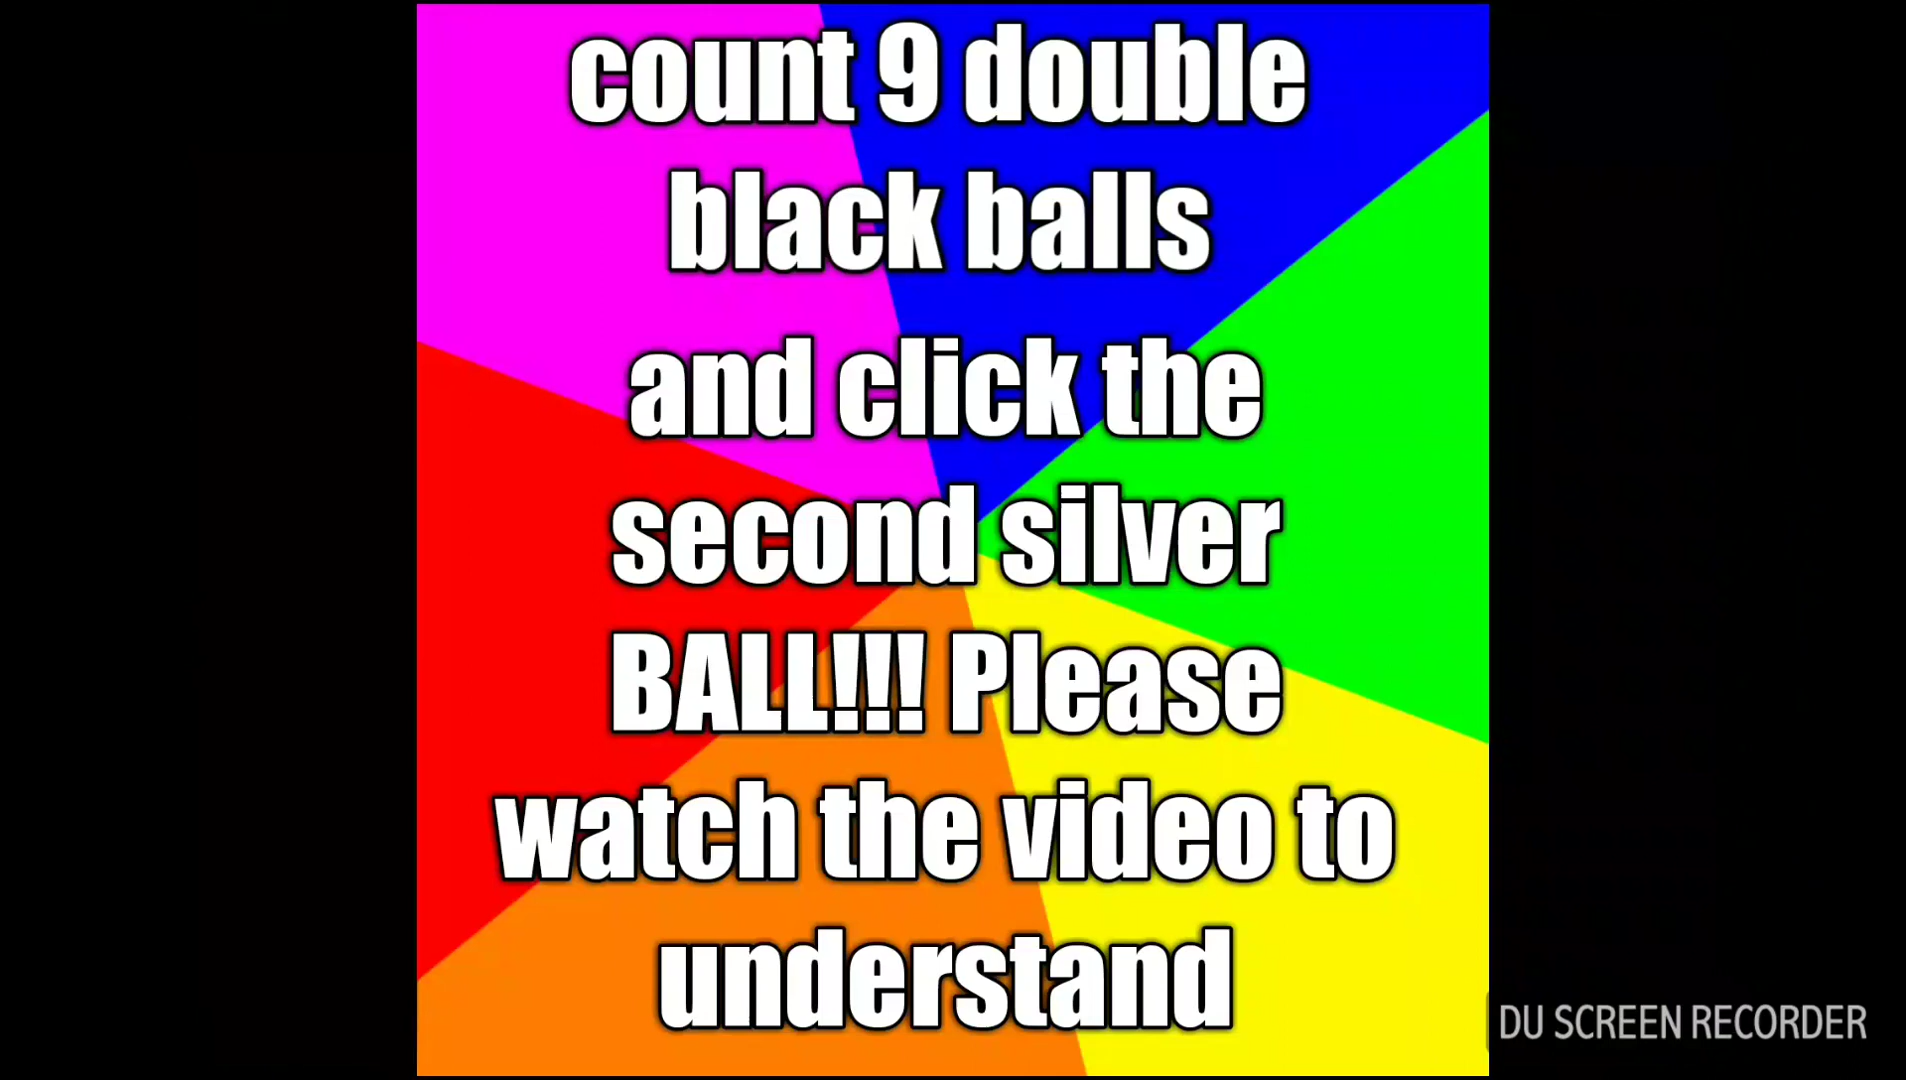 count 9 double
black balls
and click the
second silver
BALL!!! Please
watch the video to
understand
DU SCREEN RECORDER